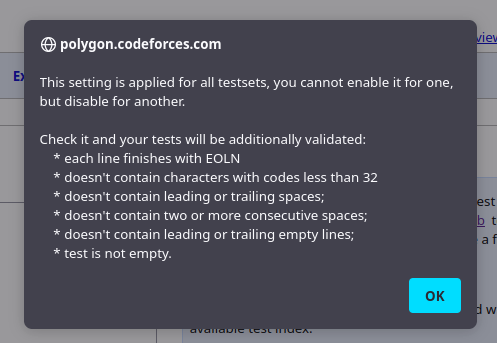 polygon.codeforces.com
view
Ex
This setting is applied for all testsets, you cannot enable it for one,
but disable for another.
Check it and your tests will be additionally validated:
* each line finishes with EOLN
* doesn't contain characters with codes less than 32
* doesn't contain leading or trailing spaces;
* doesn't contain two or more consecutive spaces;
* doesn't contain leading or trailing empty lines;
* test is not empty.
est
b t
a f
OK
d w
available test index.